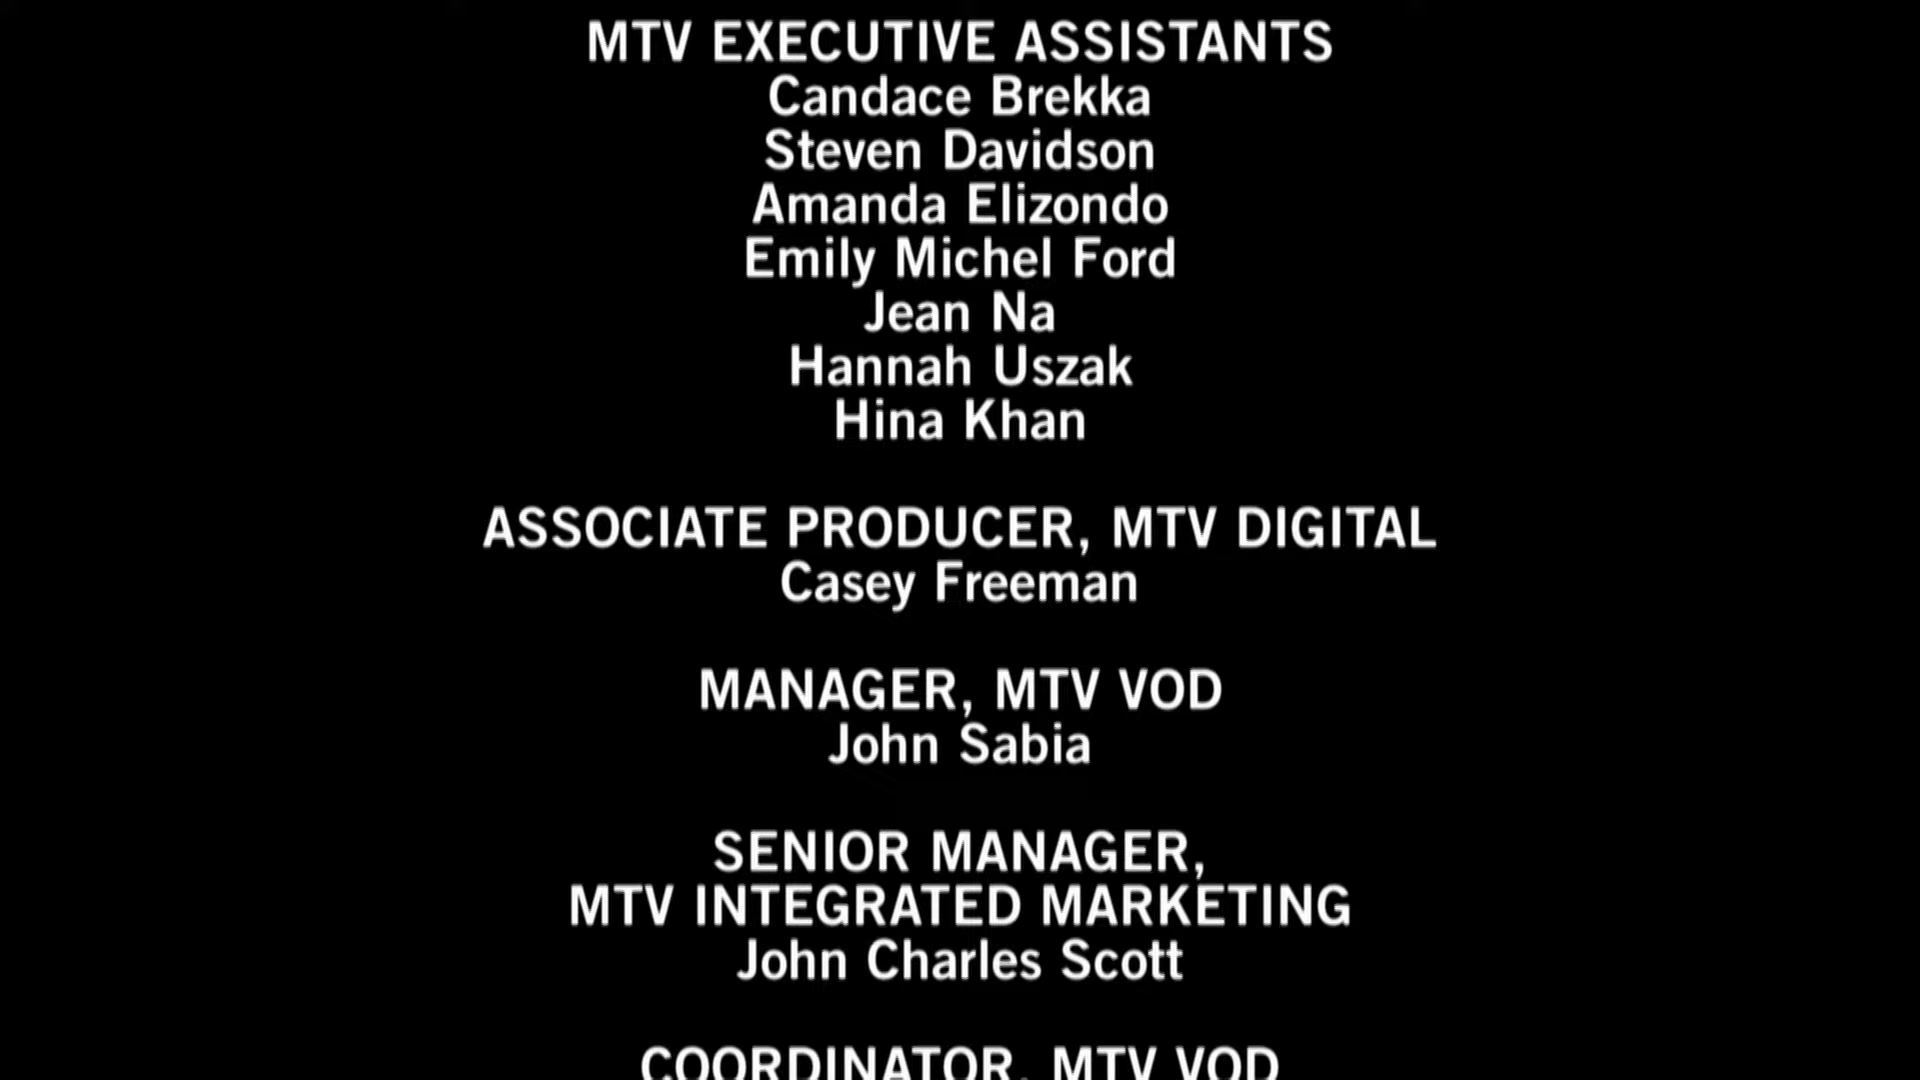 MTV EXECUTIVE ASSISTANTS
Candace Brekka
Steven Davidson
Amanda Elizondo
Emily Michel Ford
Jean Na
Hannah Uszak
Hina Khan
ASSOCIATE PRODUCER, MTV DIGITAL
Casey Freeman
MANAGER, MTV VOD
John Sabia
SENIOR MANAGER,
MTV INTEGRATED MARKETING
John Charles Scott
COORDINATOR, MTV VOD